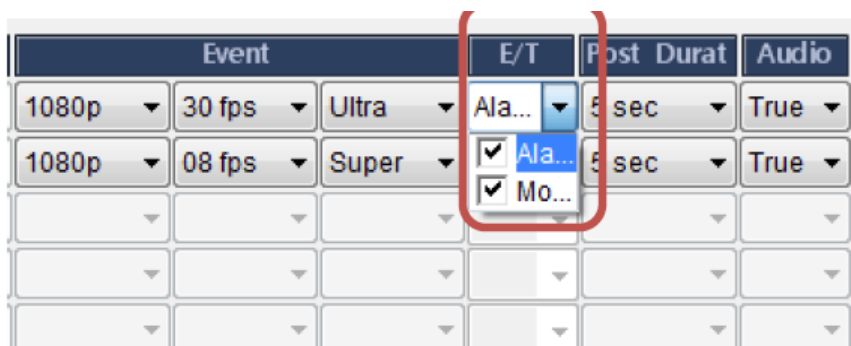 Event E/T Post Durat Audio
1080p 30 fps Ultra Ala... 5 sec True
1080p 08 fps Super Ala... 5 sec True
Mo...